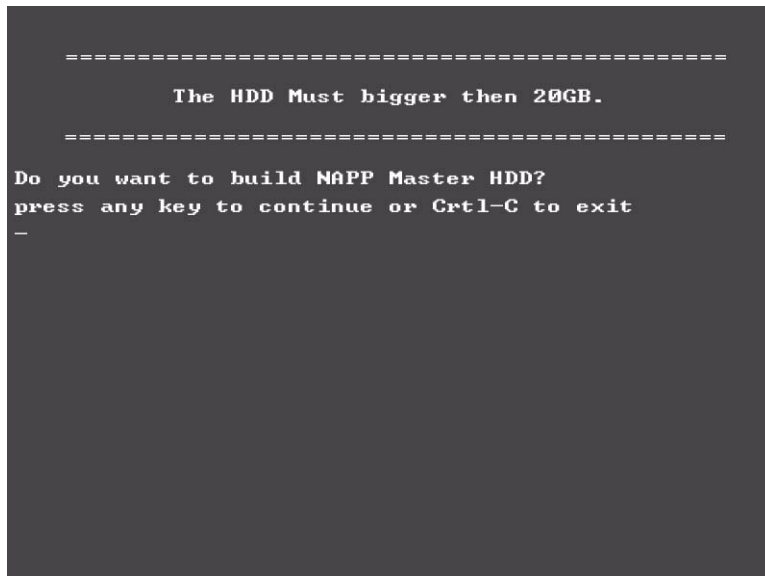 ==============================================
The HDD Must bigger then 20GB.
==============================================
Do you want to build NAPP Master HDD?
press any key to continue or Crtl-C to exit
_